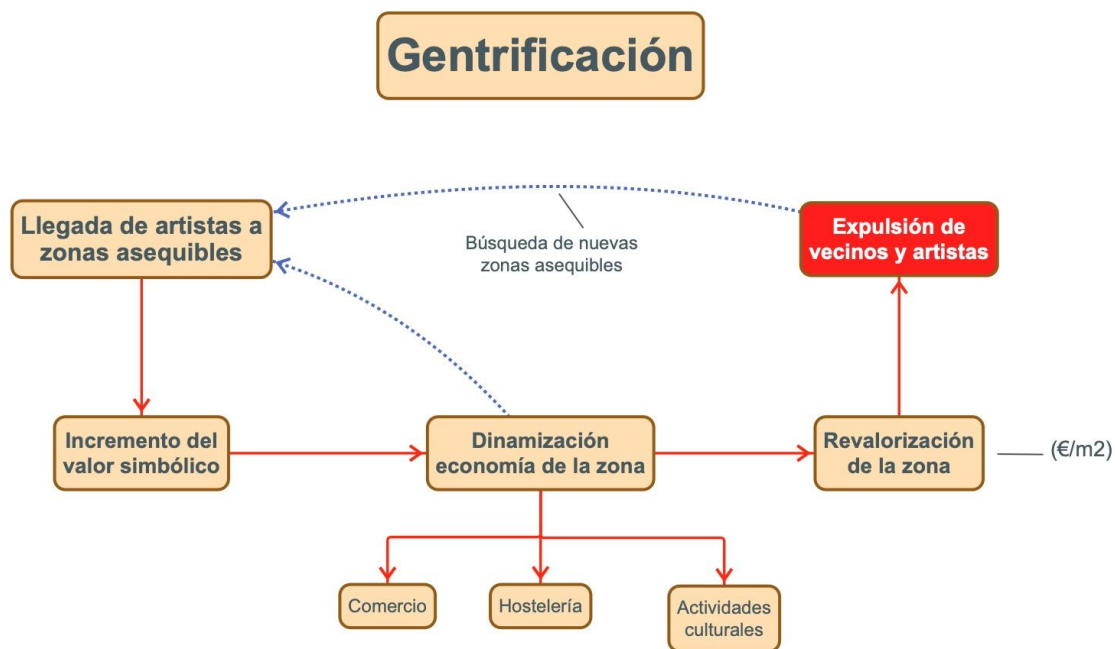 Gentrificación
Llegada de artistas a
zonas asequibles
Búsqueda de nuevas
zonas asequibles
Expulsión de
vecinos y artistas
Incremento del
valor simbólico
Dinamización
economía de la zona
Revalorización
de la zona
(€/m2)
Comercio
Hostelería
Actividades
culturales